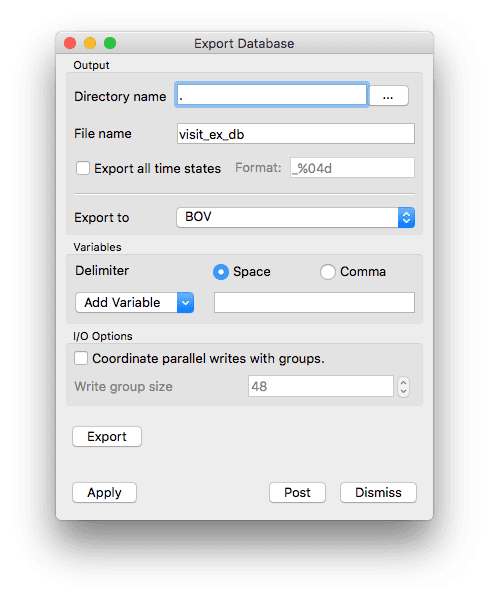 Export Database
Output
Directory name . ...
File name visit_ex_db
Export all time states Format: _%04d
Export to BOV
Variables
Delimiter Space Comma
Add Variable
I/O Options
Coordinate parallel writes with groups.
Write group size 48
Export
Apply Post Dismiss